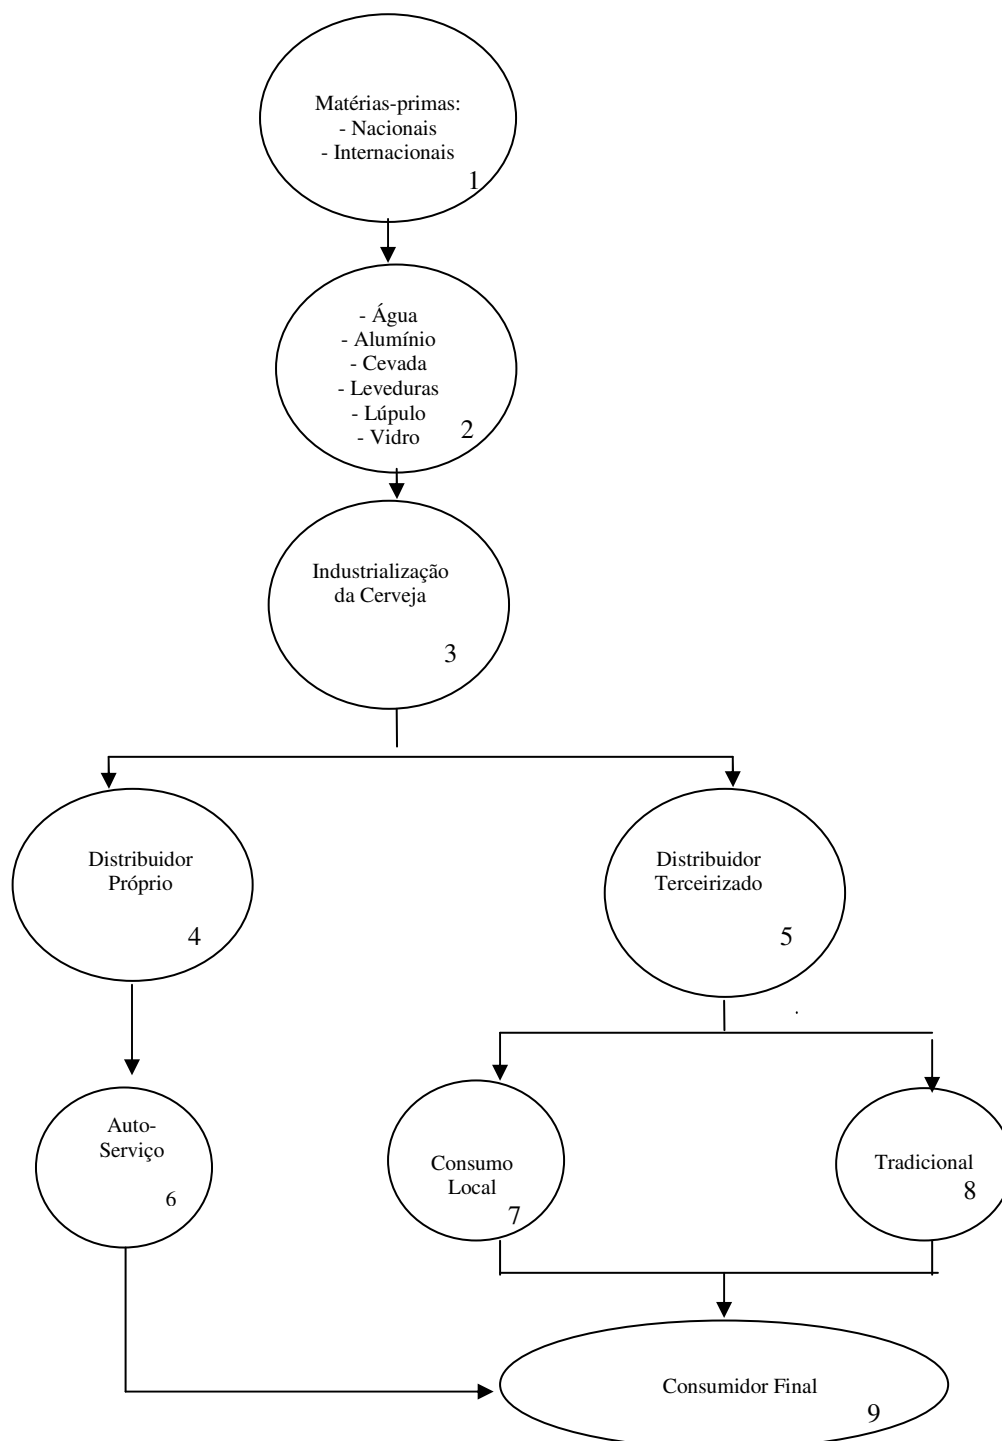 Matérias-primas:
- Nacionais
- Internacionais
1
- Água
- Alumínio
- Cevada
- Leveduras
- Lúpulo
- Vidro
2
Industrialização
da Cerveja
3
Distribuidor
Próprio
4
Distribuidor
Terceirizado
5
.
Auto-
Serviço
6
Consumo
Local
7
Tradicional
8
Consumidor Final
9